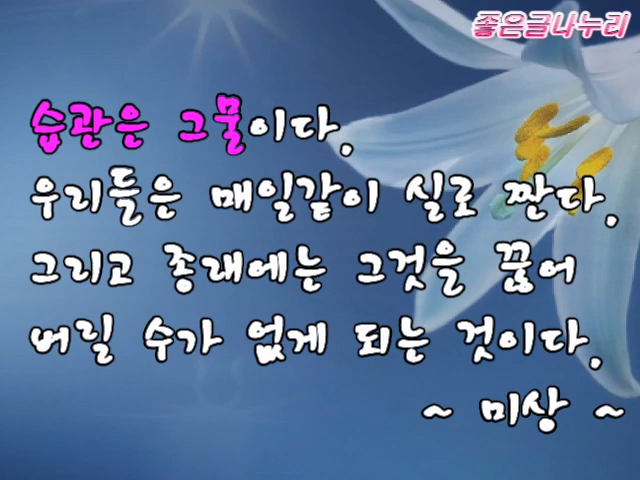 좋은글나누리
습관은 그물이다.
우리들은 매일같이 실로 짠다.
그리고 종래에는 그것을 끊어
버릴 수가 없게 되는 것이다.
~ 미상 ~